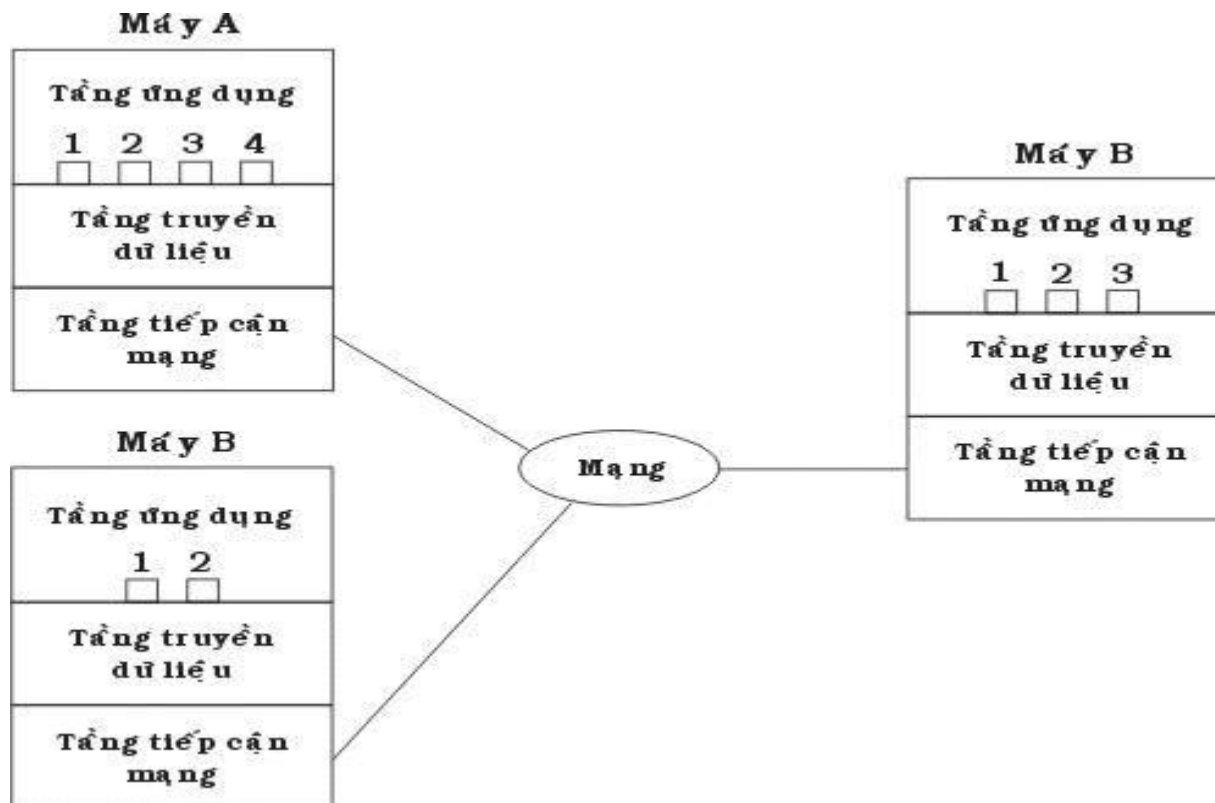 Máy A
Tầng ứng dụng
1 2 3 4
Tầng truyền
dữ liệu
Tầng tiếp cận
mạng
Máy B
Tầng ứng dụng
1 2
Tầng truyền
dữ liệu
Tầng tiếp cận
mạng
Mạng
Máy B
Tầng ứng dụng
1 2 3
Tầng truyền
dữ liệu
Tầng tiếp cận
mạng